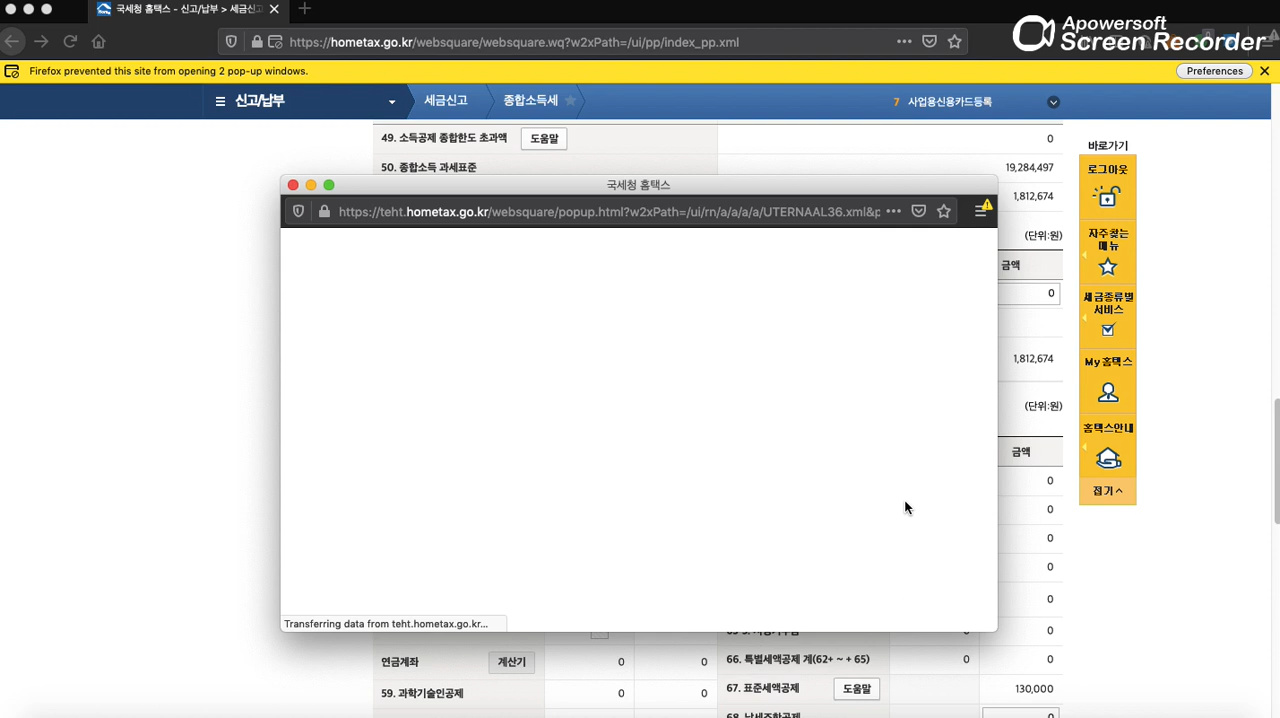 국세청 홈택스 - 신고/납부 > 세금신고
https://hometax.go.kr/websquare/websquare.wq?w2xPath=/ui/pp/index_pp.xml
Apowersoft
Screen Recorder
Firefox prevented this site from opening 2 pop-up windows.
Preferences
신고/납부
세금신고
종합소득세
7 사업용신용카드등록
49. 소득공제 종합한도 초과액
도움말
0
50. 종합소득 과세표준
19,284,497
1,812,674
(단위:원)
금액
0
1,812,674
(단위:원)
금액
0
0
0
0
0
0
국세청 홈택스
https://teht.hometax.go.kr/websquare/popup.html?w2xPath=/ui/rn/a/a/a/a/UTERNAAL36.xml&p
Transferring data from teht.hometax.go.kr...
연금계좌
계산기
0
0
66. 특별세액공제 계(62+ ~ + 65)
0
0
59. 과학기술인공제
0
0
67. 표준세액공제
도움말
130,000
바로가기
로그아웃
자주찾는
메뉴
세금종류별
서비스
My 홈택스
홈택스안내
접기